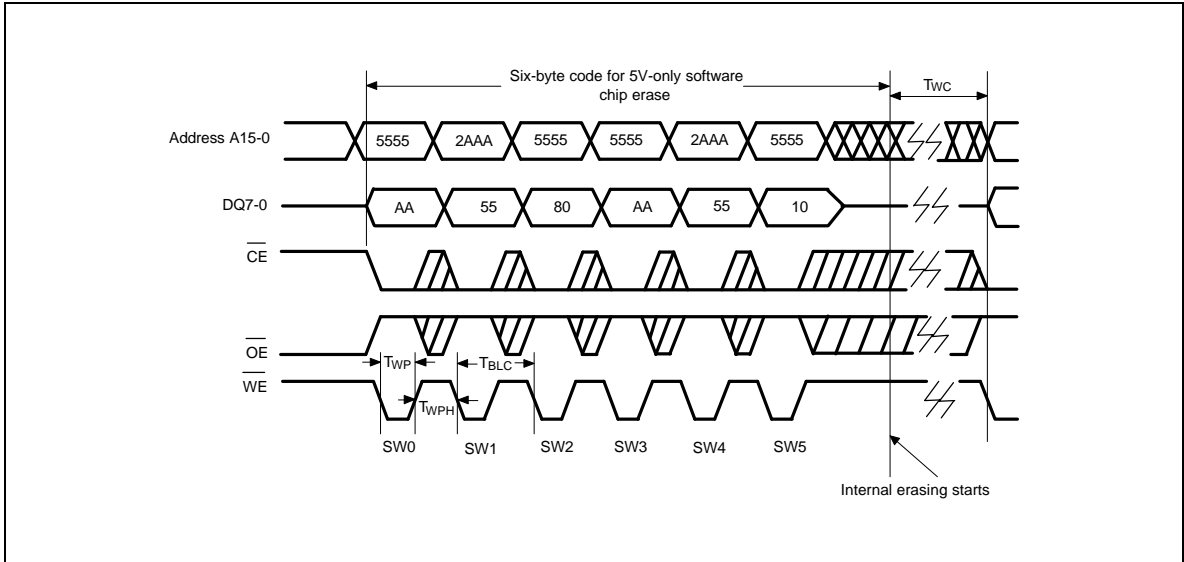 Six-byte code for 5V-only software
chip erase
TWC
Address A15-0
5555 2AAA 5555 5555 2AAA 5555
DQ7-0
AA 55 80 AA 55 10
CE
OE
TWP
TBLC
WE
TWPH
SW0 SW1 SW2 SW3 SW4 SW5
Internal erasing starts